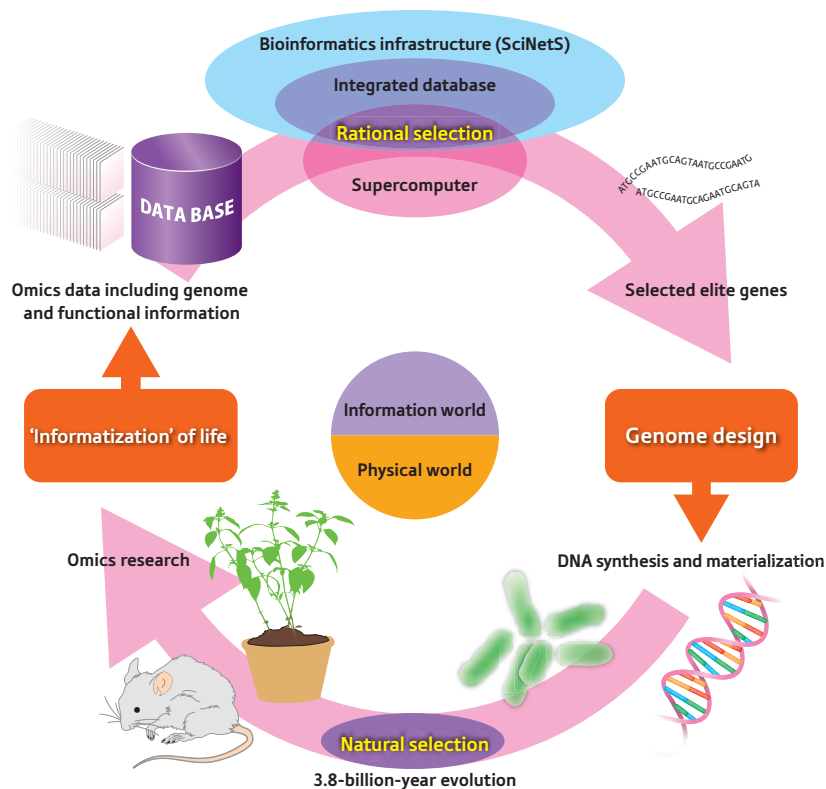 Bioinformatics infrastructure (SciNetS)
Integrated database
Rational selection
Supercomputer
DATA BASE
ATGCCGAATGCAGTAATGCCGAATG
ATGCCGAATGCAGAATGCAGTA
Omics data including genome
and functional information
Selected elite genes
'Informatization' of life
Information world
Physical world
Genome design
Omics research
DNA synthesis and materialization
Natural selection
3.8-billion-year evolution